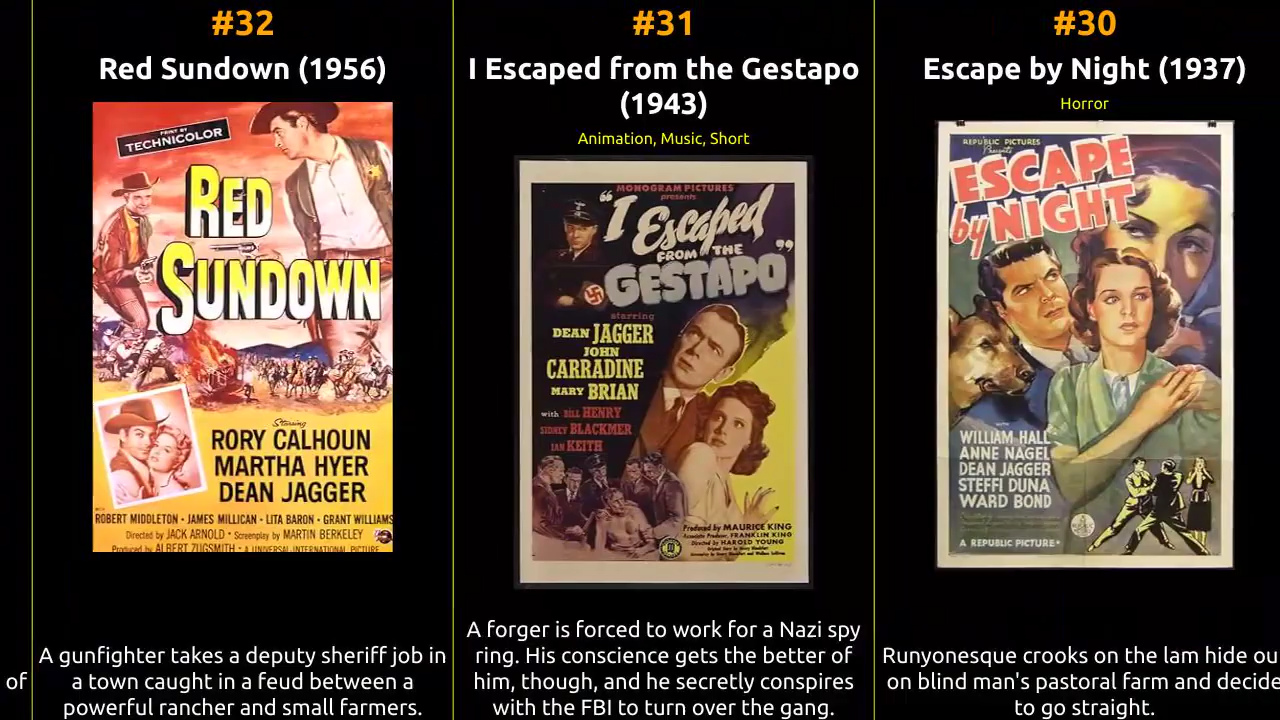 #32
Red Sundown (1956)
PRINT BY
TECHNICOLOR
RED
SUNDOWN
Starring
RORY CALHOUN
MARTHA HYER
DEAN JAGGER
WITH
ROBERT MIDDLETON • JAMES MILLICAN • LITA BARON • GRANT WILLIAMS
Directed by JACK ARNOLD • Screenplay by MARTIN BERKELEY
Produced by ALBERT ZUGSMITH • A UNIVERSAL-INTERNATIONAL PICTURE
of
A gunfighter takes a deputy sheriff job in
a town caught in a feud between a
powerful rancher and small farmers.
#31
I Escaped from the Gestapo
(1943)
Animation, Music, Short
MONOGRAM PICTURES
presents
"I Escaped
FROM THE
GESTAPO"
starring
DEAN JAGGER
JOHN
CARRADINE
MARY BRIAN
with BILL HENRY
SIDNEY BLACKMER
IAN KEITH
Produced by MAURICE KING
Associate Producer, FRANKLIN KING
Directed by HAROLD YOUNG
A forger is forced to work for a Nazi spy
ring. His conscience gets the better of
him, though, and he secretly conspires
with the FBI to turn over the gang.
#30
Escape by Night (1937)
Horror
REPUBLIC PICTURES
Presents
ESCAPE
by NIGHT
WITH
WILLIAM HALL
ANNE NAGEL
DEAN JAGGER
STEFFI DUNA
WARD BOND
A REPUBLIC PICTURE
Runyonesque crooks on the lam hide ou
on blind man's pastoral farm and decide
to go straight.